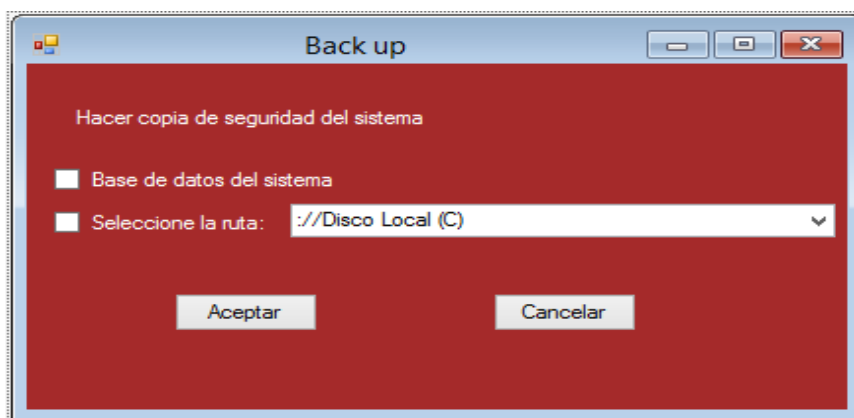 Back up
Hacer copia de seguridad del sistema
Base de datos del sistema
Seleccione la ruta: ://Disco Local (C)
Aceptar Cancelar